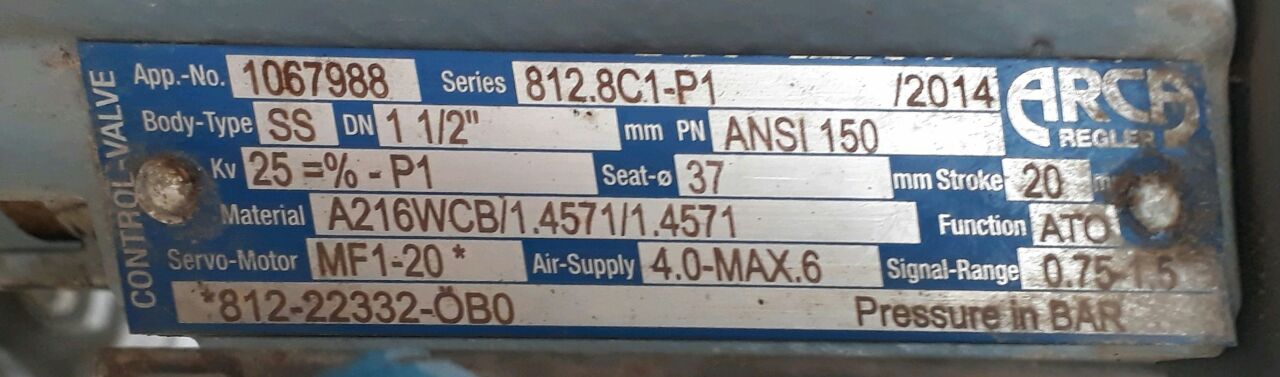 CONTROL-VALVE
App.-No. 1067988 Series 812.8C1-P1 /2014 ARCA REGLER
Body-Type SS DN 1 1/2" mm PN ANSI 150
Kv 25 =% - P1 Seat-ø 37 mm Stroke 20
Material A216WCB/1.4571/1.4571 Function ATO
Servo-Motor MF1-20 * Air-Supply 4.0-MAX.6 Signal-Range 0.75-1.5
*812-22332-ÖB0 Pressure in BAR